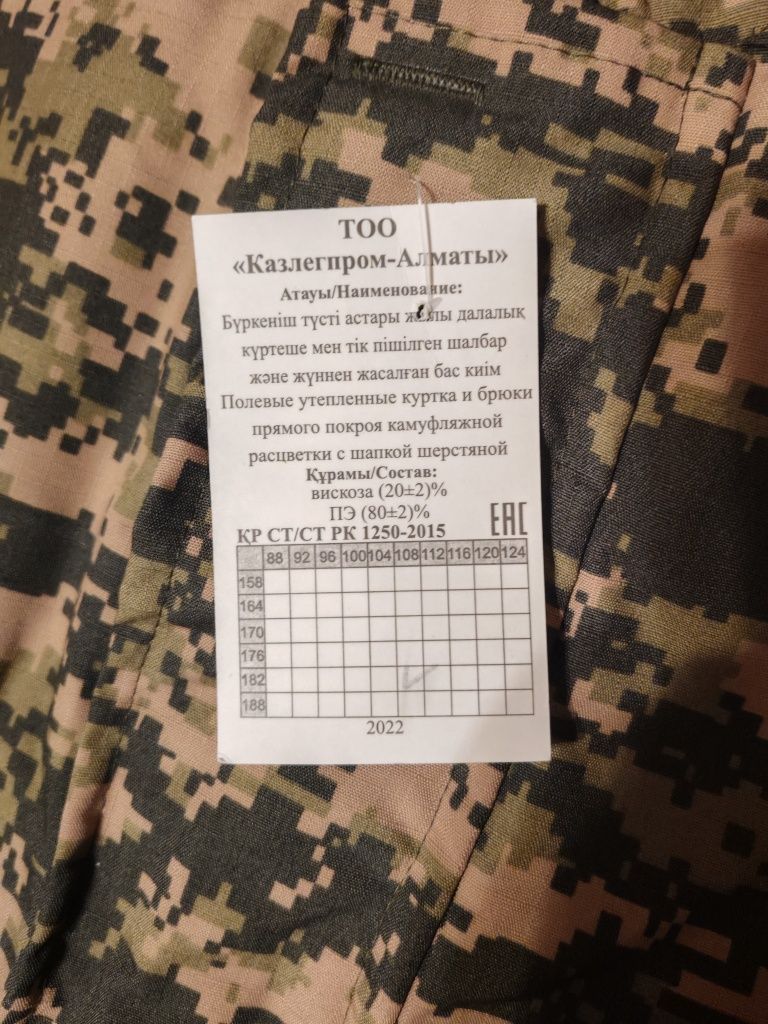 ТОО
«Казлегпром-Алматы»
Атауы/Наименование:
Бүркеніш түсті астары жылы далалық
күртеше мен тік пішілген шалбар
және жүннен жасалған бас киім
Полевые утепленные куртка и брюки
прямого покроя камуфляжной
расцветки с шапкой шерстяной
Құрамы/Состав:
вискоза (20±2)%
ПЭ (80±2)%
ҚР СТ/СТ РК 1250-2015 EAC
88 92 96 100 104 108 112 116 120 124
158
164
170
176
182
188
2022